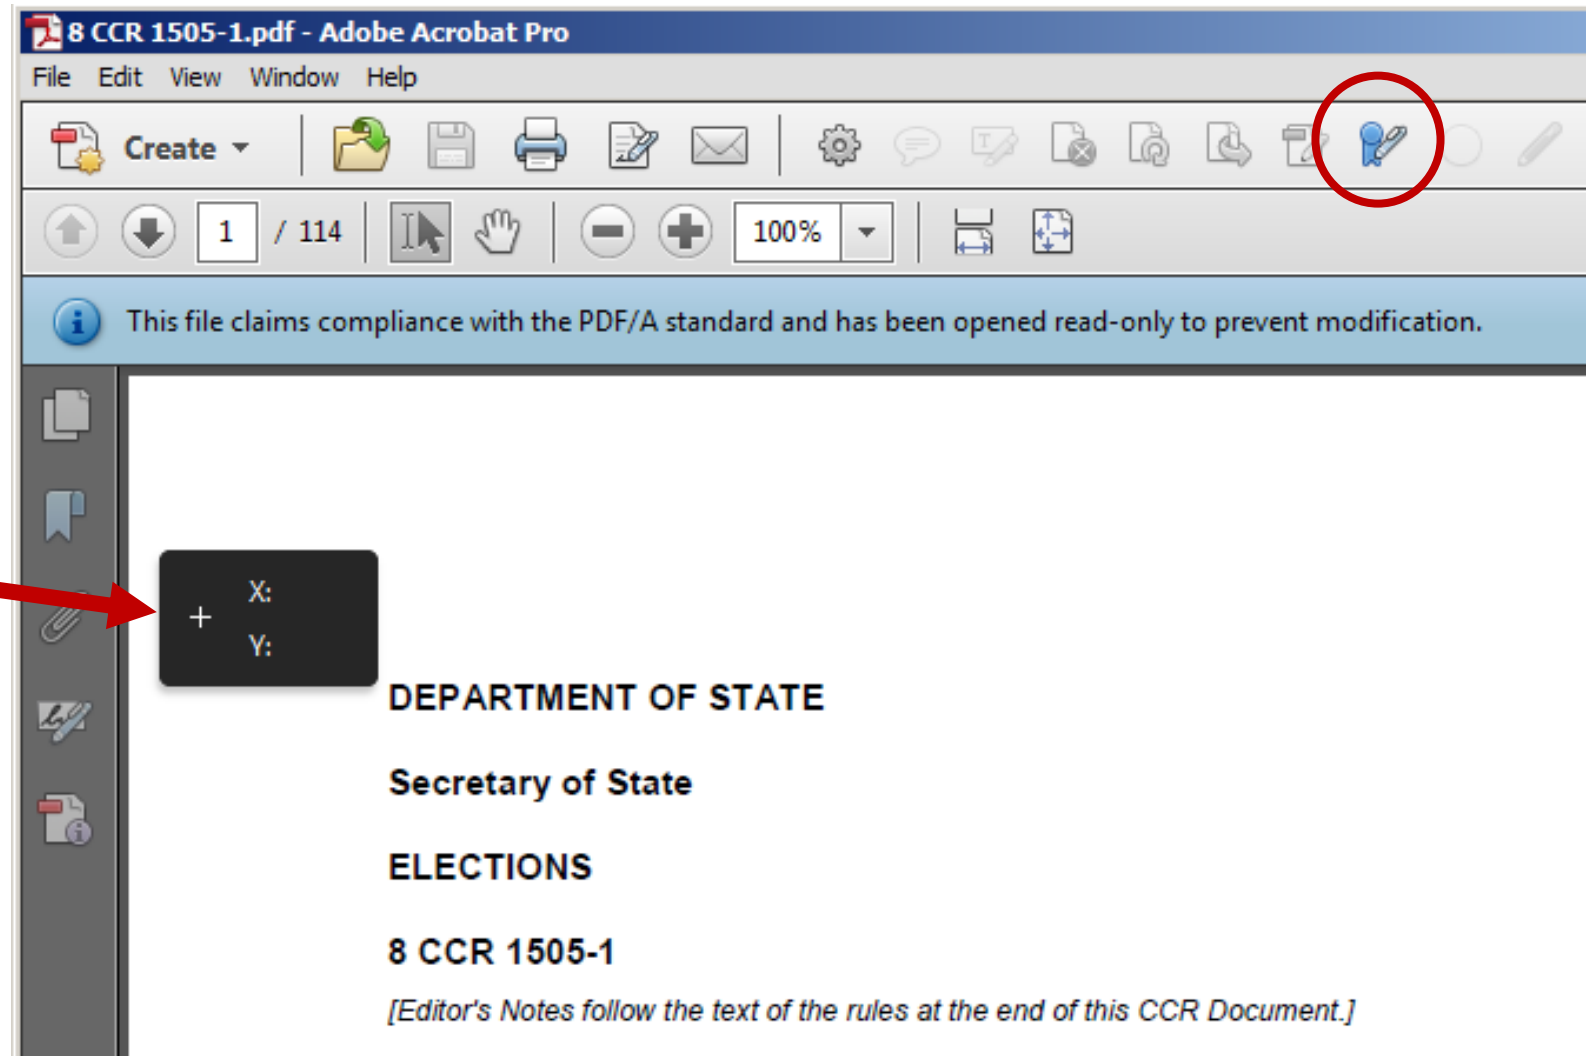 8 CCR 1505-1.pdf - Adobe Acrobat Pro
File Edit View Window Help
Create
1 / 114 100%
This file claims compliance with the PDF/A standard and has been opened read-only to prevent modification.
X:
Y:
DEPARTMENT OF STATE
Secretary of State
ELECTIONS
8 CCR 1505-1
[Editor's Notes follow the text of the rules at the end of this CCR Document.]